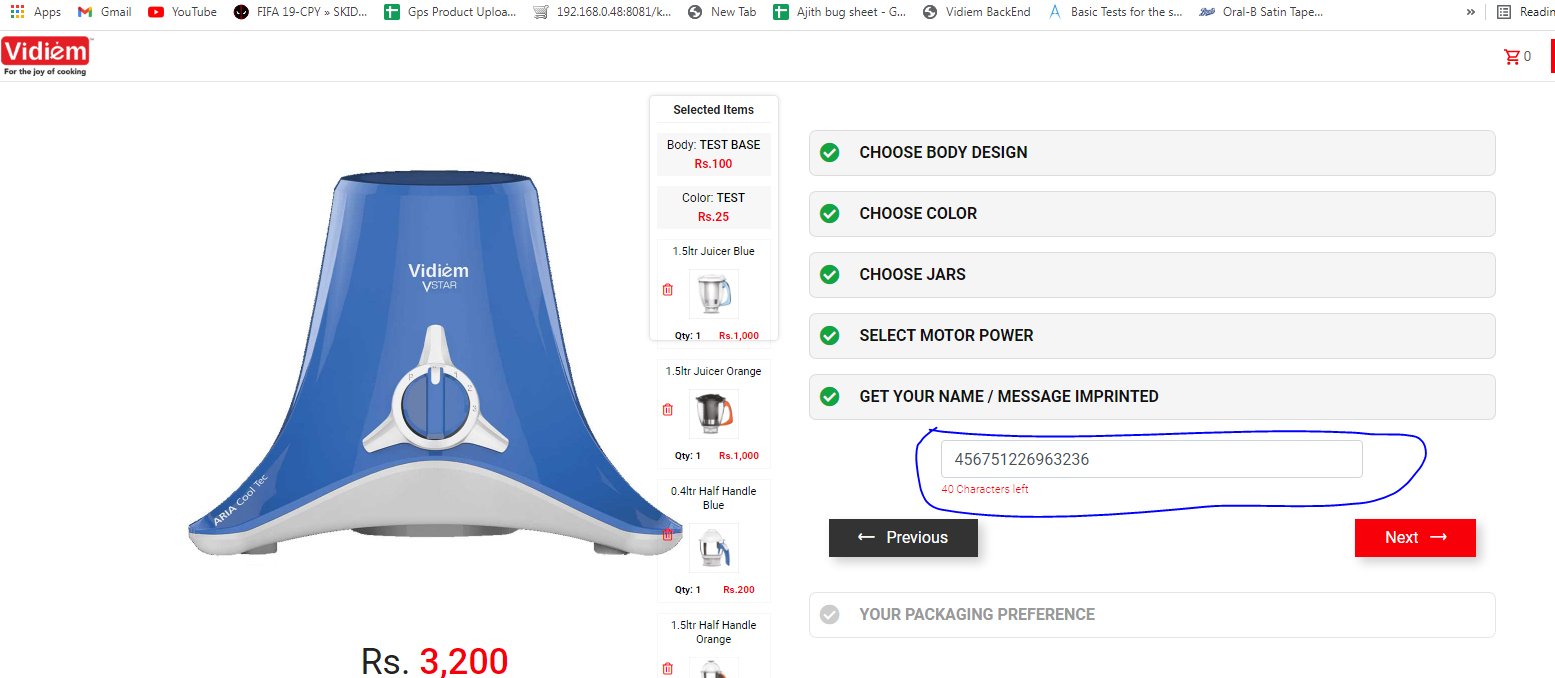 Apps Gmail YouTube FIFA 19-CPY » SKID... Gps Product Uploa... 192.168.0.48:8081/k... New Tab Ajith bug sheet - G... Vidiem BackEnd Basic Tests for the s... Oral-B Satin Tape... » Readin
Vidiem
For the joy of cooking
0
Selected Items
Body: TEST BASE
Rs.100
Color: TEST
Rs.25
1.5ltr Juicer Blue
Qty: 1 Rs.1,000
1.5ltr Juicer Orange
Qty: 1 Rs.1,000
0.4ltr Half Handle
Blue
Qty: 1 Rs.200
1.5ltr Half Handle
Orange
Vidiem
VSTAR
P 1
2
3
ARIA Cool Tec
Rs. 3,200
CHOOSE BODY DESIGN
CHOOSE COLOR
CHOOSE JARS
SELECT MOTOR POWER
GET YOUR NAME / MESSAGE IMPRINTED
456751226963236
40 Characters left
← Previous
Next →
YOUR PACKAGING PREFERENCE